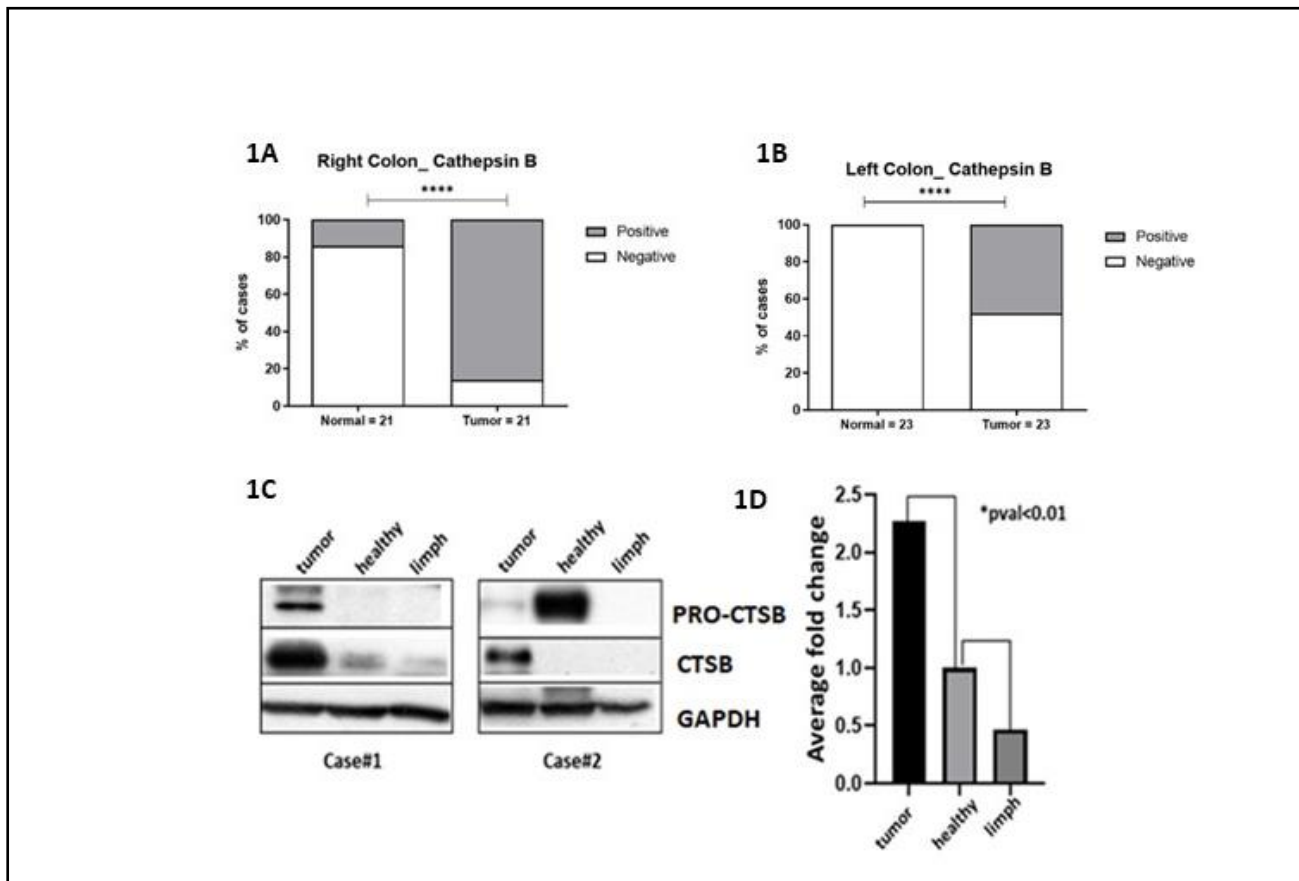 1A
Right Colon_ Cathepsin B
****
100
80
60
40
20
0
% of cases
Normal = 21
Tumor = 21
Positive
Negative
1B
Left Colon_ Cathepsin B
****
100
80
60
40
20
0
% of cases
Normal = 23
Tumor = 23
Positive
Negative
1C
tumor healthy limph
tumor healthy limph
PRO-CTSB
CTSB
GAPDH
Case#1
Case#2
1D
Average fold change
2.5
2.0
1.5
1.0
0.5
0.0
*pval<0.01
tumor
healthy
limph